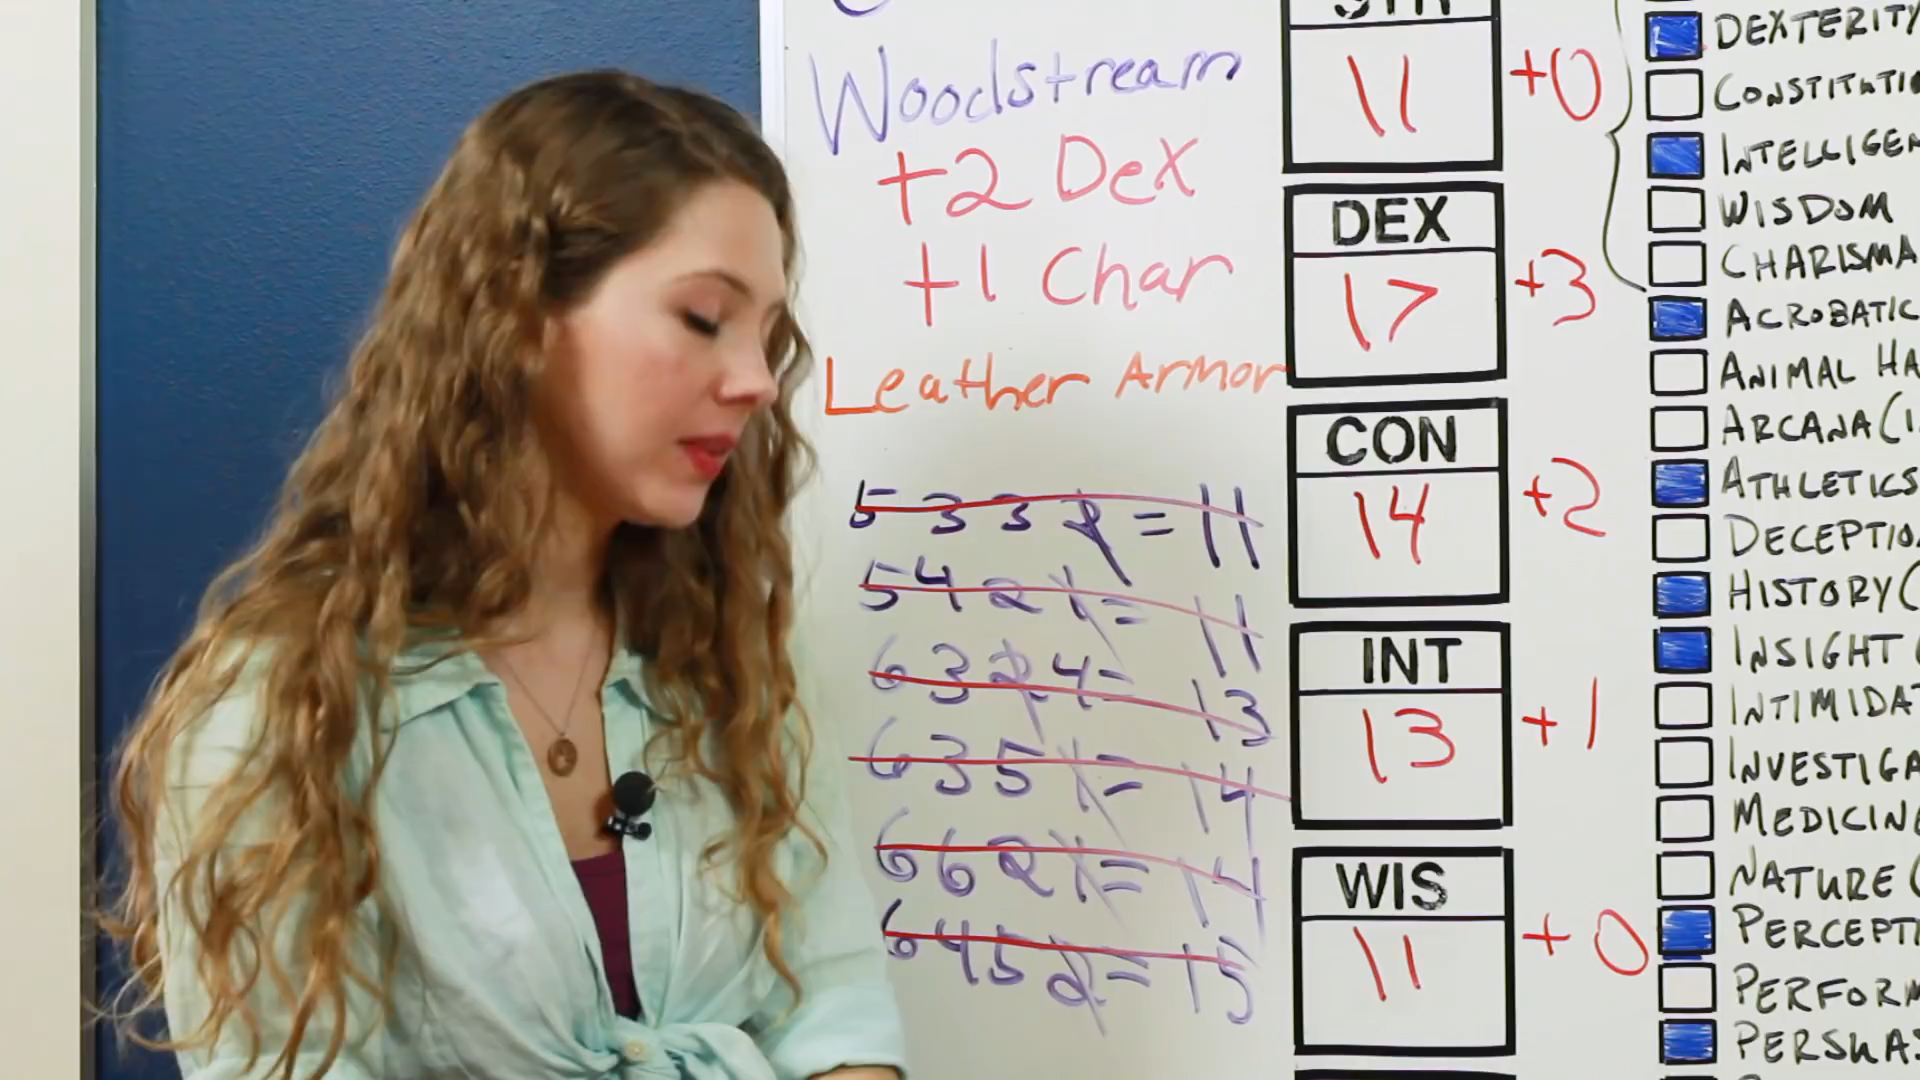 Woodstream
+2 Dex
+1 Char
Leather Armor
5 3 3 1 = 11
5 4 2 1 = 11
6 3 2 4 = 13
6 3 5 1 = 14
6 6 2 1 = 14
6 4 5 2 = 15
STR
11 +0
DEX
17 +3
CON
14 +2
INT
13 +1
WIS
11 +0
DEXTERITY
CONSTITUTIO
INTELLIGEN
WISDOM
CHARISMA
ACROBATIC
ANIMAL HA
ARCANA (I
ATHLETICS
DECEPTIO
HISTORY (
INSIGHT (
INTIMIDAT
INVESTIGA
MEDICINE
NATURE (
PERCEPTI
PERFORM
PERSUAS